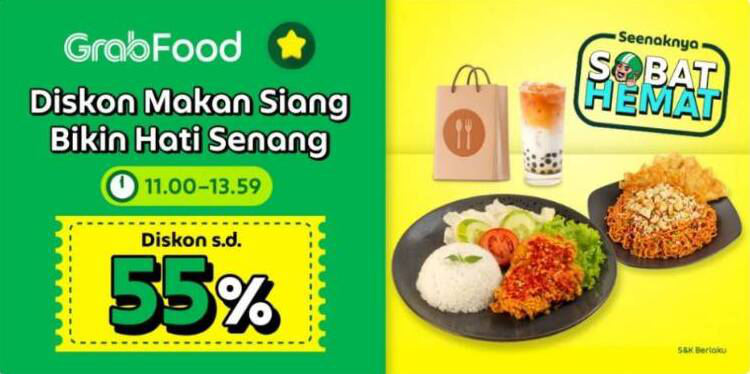 GrabFood
Diskon Makan Siang
Bikin Hati Senang
11.00–13.59
Diskon s.d.
55%
Seenaknya
SOBAT
HEMAT
S&K Berlaku